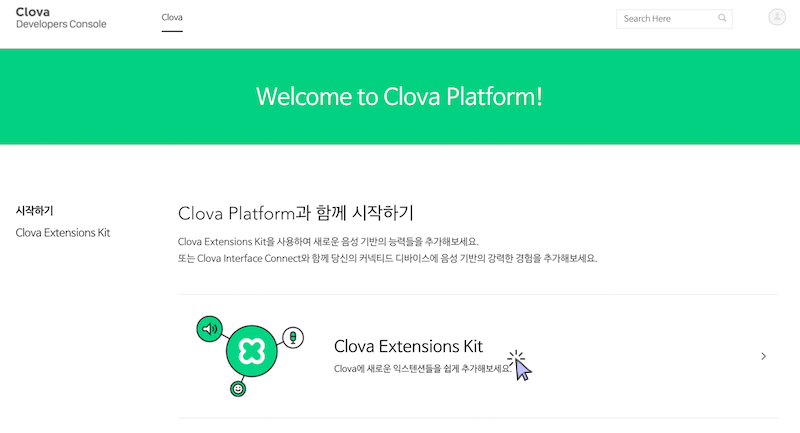 Clova
Developers Console
Clova
Search Here
Welcome to Clova Platform!
시작하기
Clova Extensions Kit
Clova Platform과 함께 시작하기
Clova Extensions Kit을 사용하여 새로운 음성 기반의 능력들을 추가해보세요.
또는 Clova Interface Connect와 함께 당신의 커넥티드 디바이스에 음성 기반의 강력한 경험을 추가해보세요.
Clova Extensions Kit
Clova에 새로운 익스텐션들을 쉽게 추가해보세요.